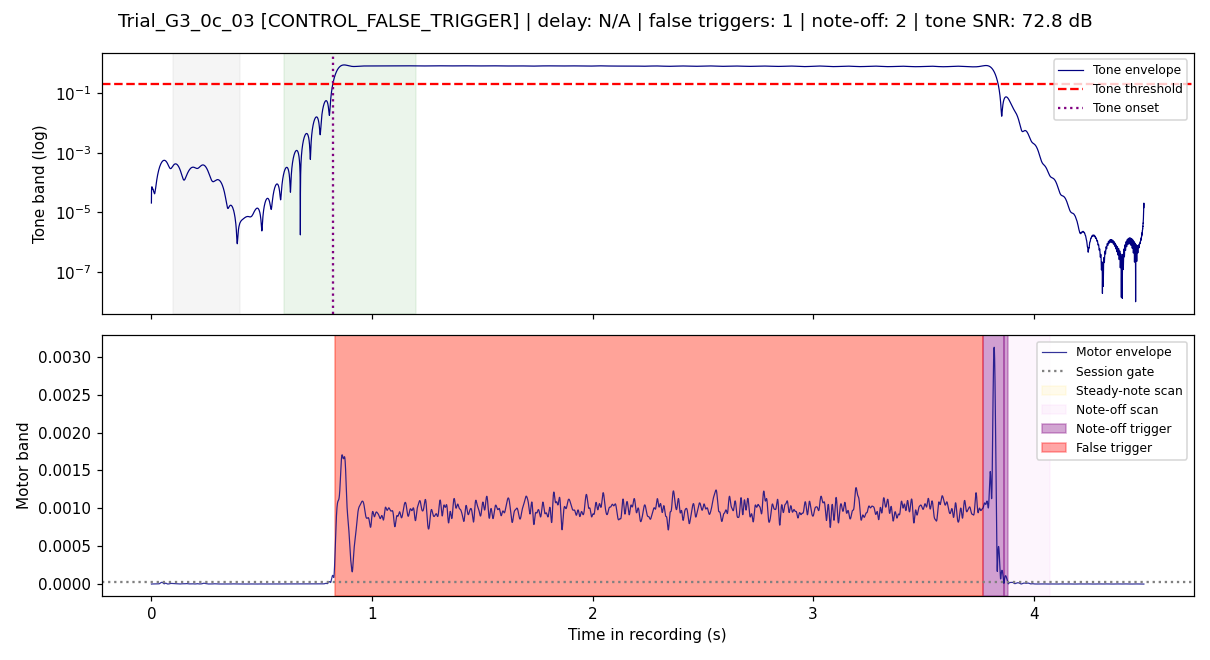 Trial_G3_0c_03 [CONTROL_FALSE_TRIGGER] | delay: N/A | false triggers: 1 | note-off: 2 | tone SNR: 72.8 dB
Tone band (log)
10⁻¹
10⁻³
10⁻⁵
10⁻⁷
Tone envelope
Tone threshold
Tone onset
Motor band
0.0030
0.0025
0.0020
0.0015
0.0010
0.0005
0.0000
Motor envelope
Session gate
Steady-note scan
Note-off scan
Note-off trigger
False trigger
0 1 2 3 4
Time in recording (s)